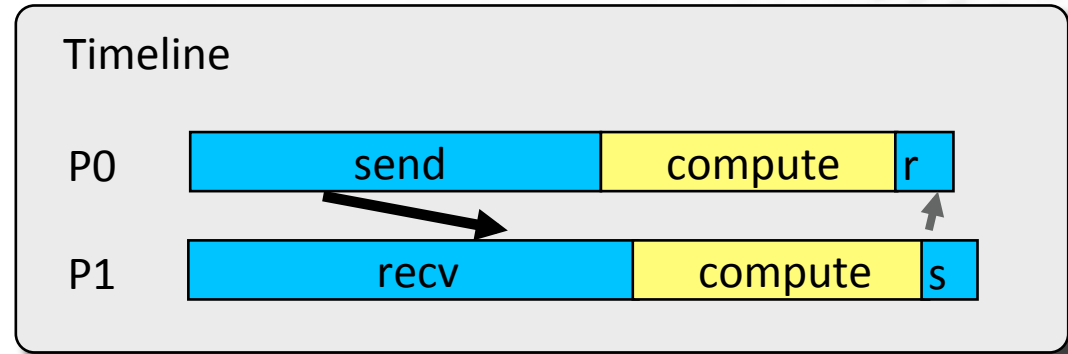 Timeline
P0 send compute r
P1 recv compute s